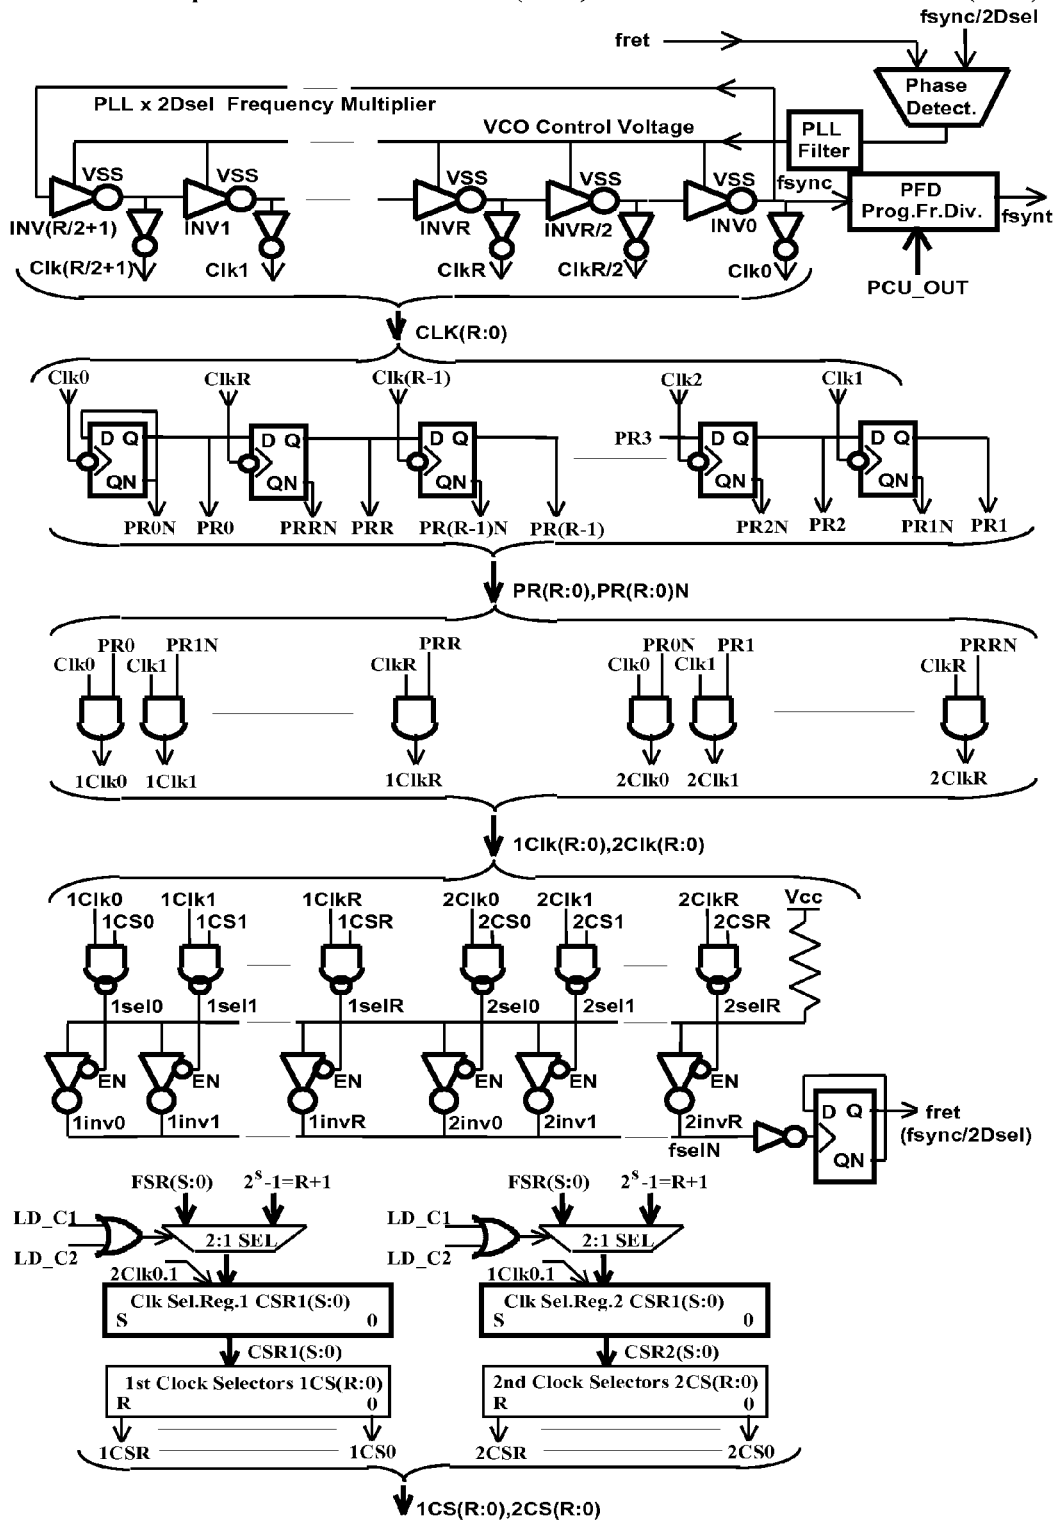 fsync/2Dsel
fret
Phase
Detect.
PLL x 2Dsel Frequency Multiplier
VCO Control Voltage
PLL
Filter
VSS VSS VSS VSS VSS
fsync
PFD
Prog.Fr.Div.
fsynt
INV(R/2+1) INV1 INVR INVR/2 INV0
Clk(R/2+1) Clk1 ClkR ClkR/2 Clk0
PCU_OUT
CLK(R:0)
Clk0 ClkR Clk(R-1) Clk2 Clk1
D Q D Q D Q PR3 D Q D Q
QN QN QN QN QN
PR0N PR0 PRRN PRR PR(R-1)N PR(R-1) PR2N PR2 PR1N PR1
PR(R:0),PR(R:0)N
PR0 PR1N PRR PR0N PR1 PRRN
Clk0 Clk1 ClkR Clk0 Clk1 ClkR
1Clk0 1Clk1 1ClkR 2Clk0 2Clk1 2ClkR
1Clk(R:0),2Clk(R:0)
1Clk0 1Clk1 1ClkR 2Clk0 2Clk1 2ClkR Vcc
1CS0 1CS1 1CSR 2CS0 2CS1 2CSR
1sel0 1sel1 1selR 2sel0 2sel1 2selR
EN EN EN EN EN EN
1inv0 1inv1 1invR 2inv0 2inv1 2invR
D Q
QN
fret
(fsync/2Dsel)
fselN
FSR(S:0) 2S-1=R+1 FSR(S:0) 2S-1=R+1
LD_C1 LD_C1
2:1 SEL 2:1 SEL
LD_C2 LD_C2
2Clk0.1 1Clk0.1
Clk Sel.Reg.1 CSR1(S:0) Clk Sel.Reg.2 CSR1(S:0)
S 0 S 0
CSR1(S:0) CSR2(S:0)
1st Clock Selectors 1CS(R:0) 2nd Clock Selectors 2CS(R:0)
R 0 R 0
1CSR 1CS0 2CSR 2CS0
1CS(R:0),2CS(R:0)